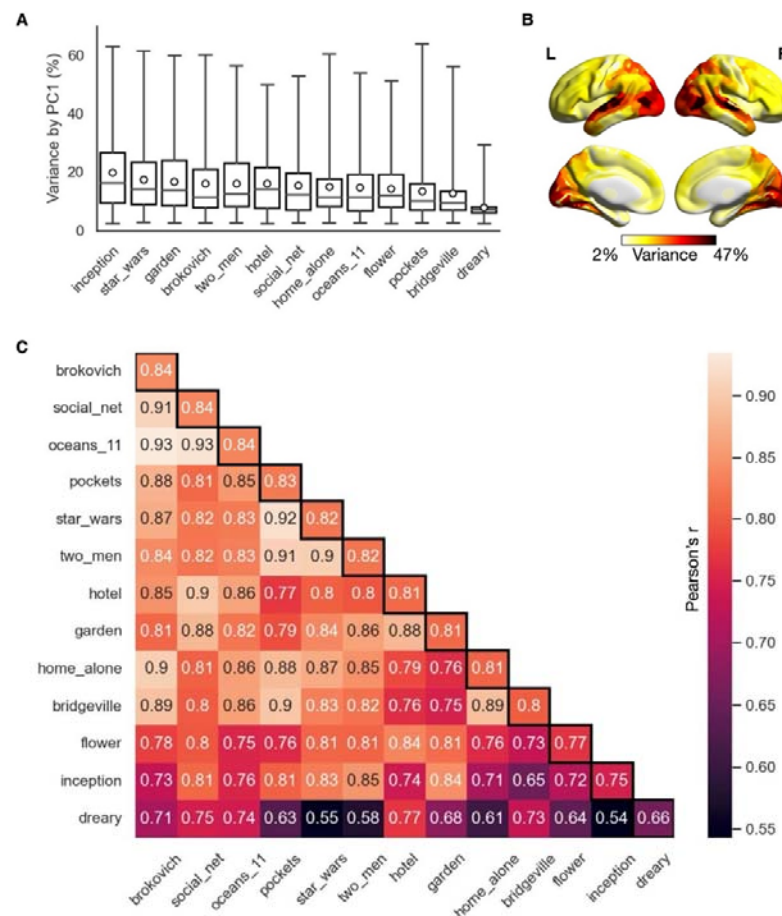 A
Variance by PC1 (%)
60
40
20
0
inception
star_wars
garden
brokovich
two_men
hotel
social_net
home_alone
oceans_11
flower
pockets
bridgeville
dreary
B
L
2% Variance 47%
C
brokovich 0.84
social_net 0.91 0.84
oceans_11 0.93 0.93 0.84
pockets 0.88 0.81 0.85 0.83
star_wars 0.87 0.82 0.83 0.92 0.82
two_men 0.84 0.82 0.83 0.91 0.9 0.82
hotel 0.85 0.9 0.86 0.77 0.8 0.8 0.81
garden 0.81 0.88 0.82 0.79 0.84 0.86 0.88 0.81
home_alone 0.9 0.81 0.86 0.88 0.87 0.85 0.79 0.76 0.81
bridgeville 0.89 0.8 0.86 0.9 0.83 0.82 0.76 0.75 0.89 0.8
flower 0.78 0.8 0.75 0.76 0.81 0.81 0.84 0.81 0.76 0.73 0.77
inception 0.73 0.81 0.76 0.81 0.83 0.85 0.74 0.84 0.71 0.65 0.72 0.75
dreary 0.71 0.75 0.74 0.63 0.55 0.58 0.77 0.68 0.61 0.73 0.64 0.54 0.66
brokovich
social_net
oceans_11
pockets
star_wars
two_men
hotel
garden
home_alone
bridgeville
flower
inception
dreary
0.90
0.85
0.80
0.75
0.70
0.65
0.60
0.55
Pearson's r